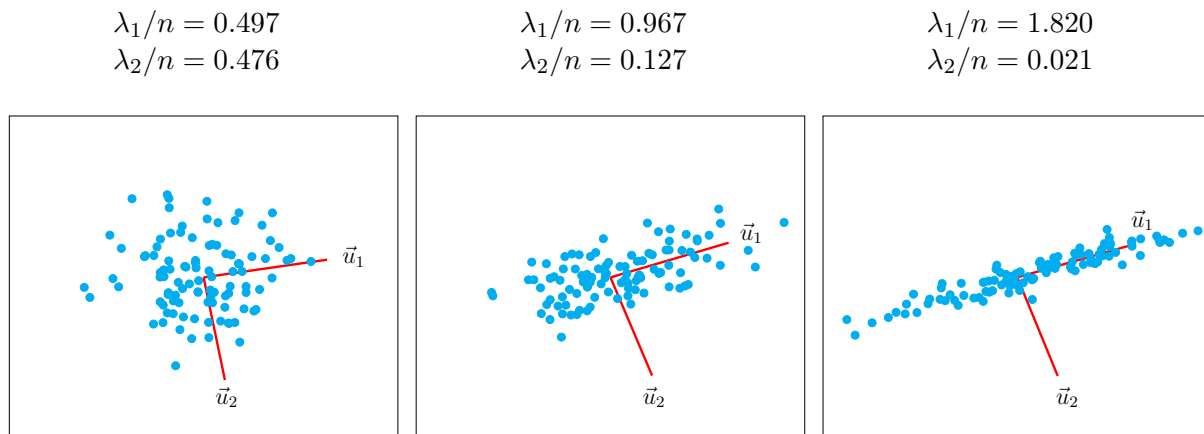 λ₁/n = 0.497
λ₂/n = 0.476
λ₁/n = 0.967
λ₂/n = 0.127
λ₁/n = 1.820
λ₂/n = 0.021
u⃗₁
u⃗₂
u⃗₁
u⃗₂
u⃗₁
u⃗₂